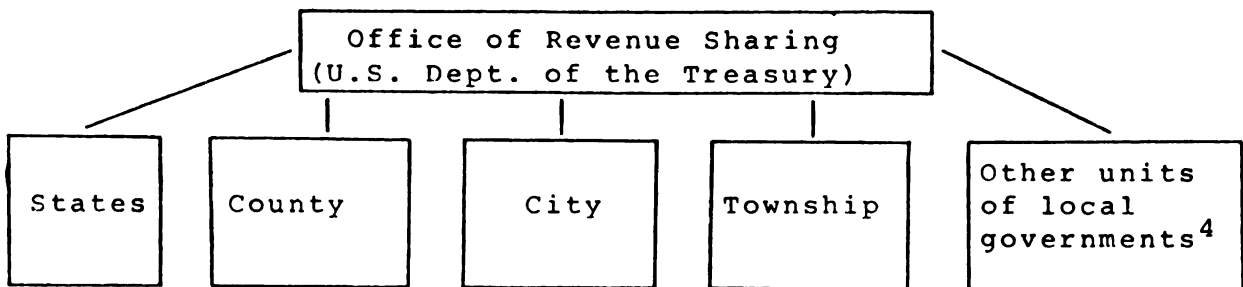 Office of Revenue Sharing
(U.S. Dept. of the Treasury)
States
County
City
Township
Other units
of local
governments4